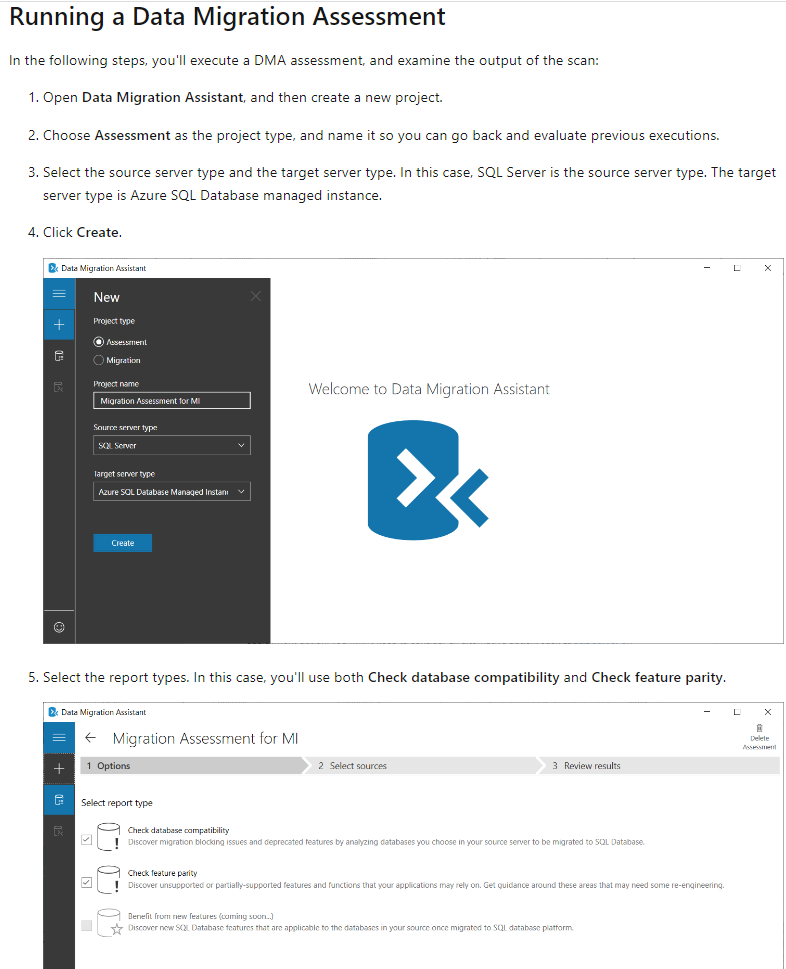 Running a Data Migration Assessment
In the following steps, you'll execute a DMA assessment, and examine the output of the scan:
1. Open Data Migration Assistant, and then create a new project.
2. Choose Assessment as the project type, and name it so you can go back and evaluate previous executions.
3. Select the source server type and the target server type. In this case, SQL Server is the source server type. The target
server type is Azure SQL Database managed instance.
4. Click Create.
Data Migration Assistant
New
Project type
Assessment
Migration
Project name
Migration Assessment for MI
Source server type
SQL Server
Target server type
Azure SQL Database Managed Instan
Create
Welcome to Data Migration Assistant
5. Select the report types. In this case, you'll use both Check database compatibility and Check feature parity.
Data Migration Assistant
Migration Assessment for MI
Delete
Assessment
1 Options
2 Select sources
3 Review results
Select report type
Check database compatibility
Discover migration blocking issues and deprecated features by analyzing databases you choose in your source server to be migrated to SQL Database.
Check feature parity
Discover unsupported or partially-supported features and functions that your applications may rely on. Get guidance around these areas that may need some re-engineering.
Benefit from new features (coming soon...)
Discover new SQL Database features that are applicable to the databases in your source once migrated to SQL database platform.